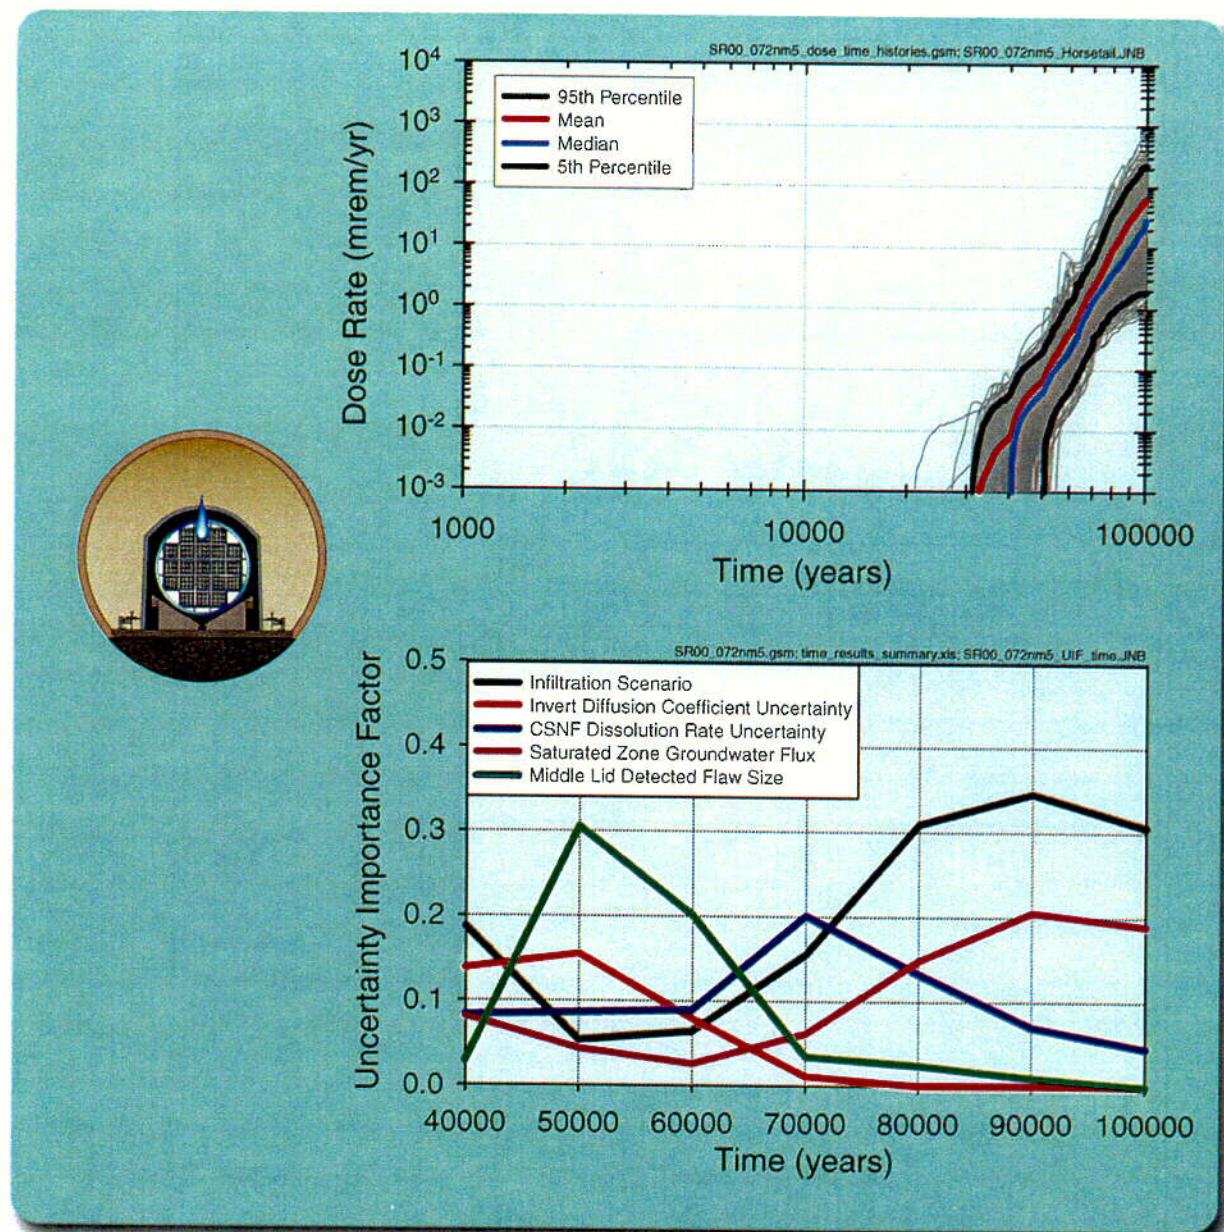 SR00_072nm5_dose_time_histories.gsm; SR00_072nm5_Horsetail.JNB
95th Percentile
Mean
Median
5th Percentile
Dose Rate (mrem/yr)
10⁴
10³
10²
10¹
10⁰
10⁻¹
10⁻²
10⁻³
1000 10000 100000
Time (years)
SR00_072nm5.gsm; time_results_summary.xls; SR00_072nm5_UIF_time.JNB
Infiltration Scenario
Invert Diffusion Coefficient Uncertainty
CSNF Dissolution Rate Uncertainty
Saturated Zone Groundwater Flux
Middle Lid Detected Flaw Size
Uncertainty Importance Factor
0.5
0.4
0.3
0.2
0.1
0.0
40000 50000 60000 70000 80000 90000 100000
Time (years)